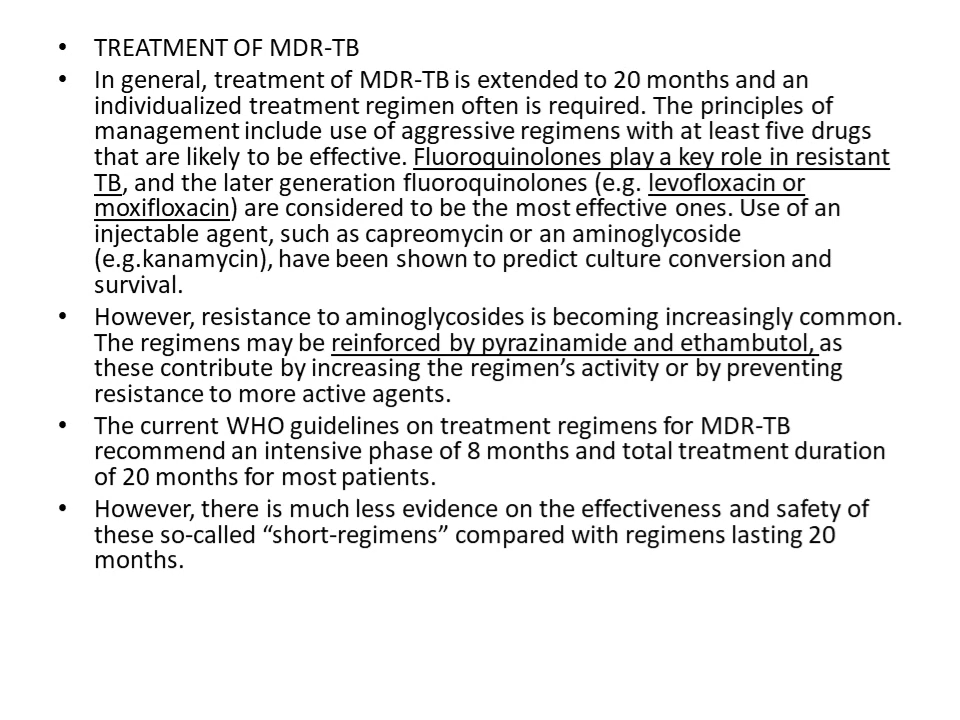 • TREATMENT OF MDR-TB
• In general, treatment of MDR-TB is extended to 20 months and an
individualized treatment regimen often is required. The principles of
management include use of aggressive regimens with at least five drugs
that are likely to be effective. Fluoroquinolones play a key role in resistant
TB, and the later generation fluoroquinolones (e.g. levofloxacin or
moxifloxacin) are considered to be the most effective ones. Use of an
injectable agent, such as capreomycin or an aminoglycoside
(e.g.kanamycin), have been shown to predict culture conversion and
survival.
• However, resistance to aminoglycosides is becoming increasingly common.
The regimens may be reinforced by pyrazinamide and ethambutol, as
these contribute by increasing the regimen’s activity or by preventing
resistance to more active agents.
• The current WHO guidelines on treatment regimens for MDR-TB
recommend an intensive phase of 8 months and total treatment duration
of 20 months for most patients.
• However, there is much less evidence on the effectiveness and safety of
these so-called “short-regimens” compared with regimens lasting 20
months.